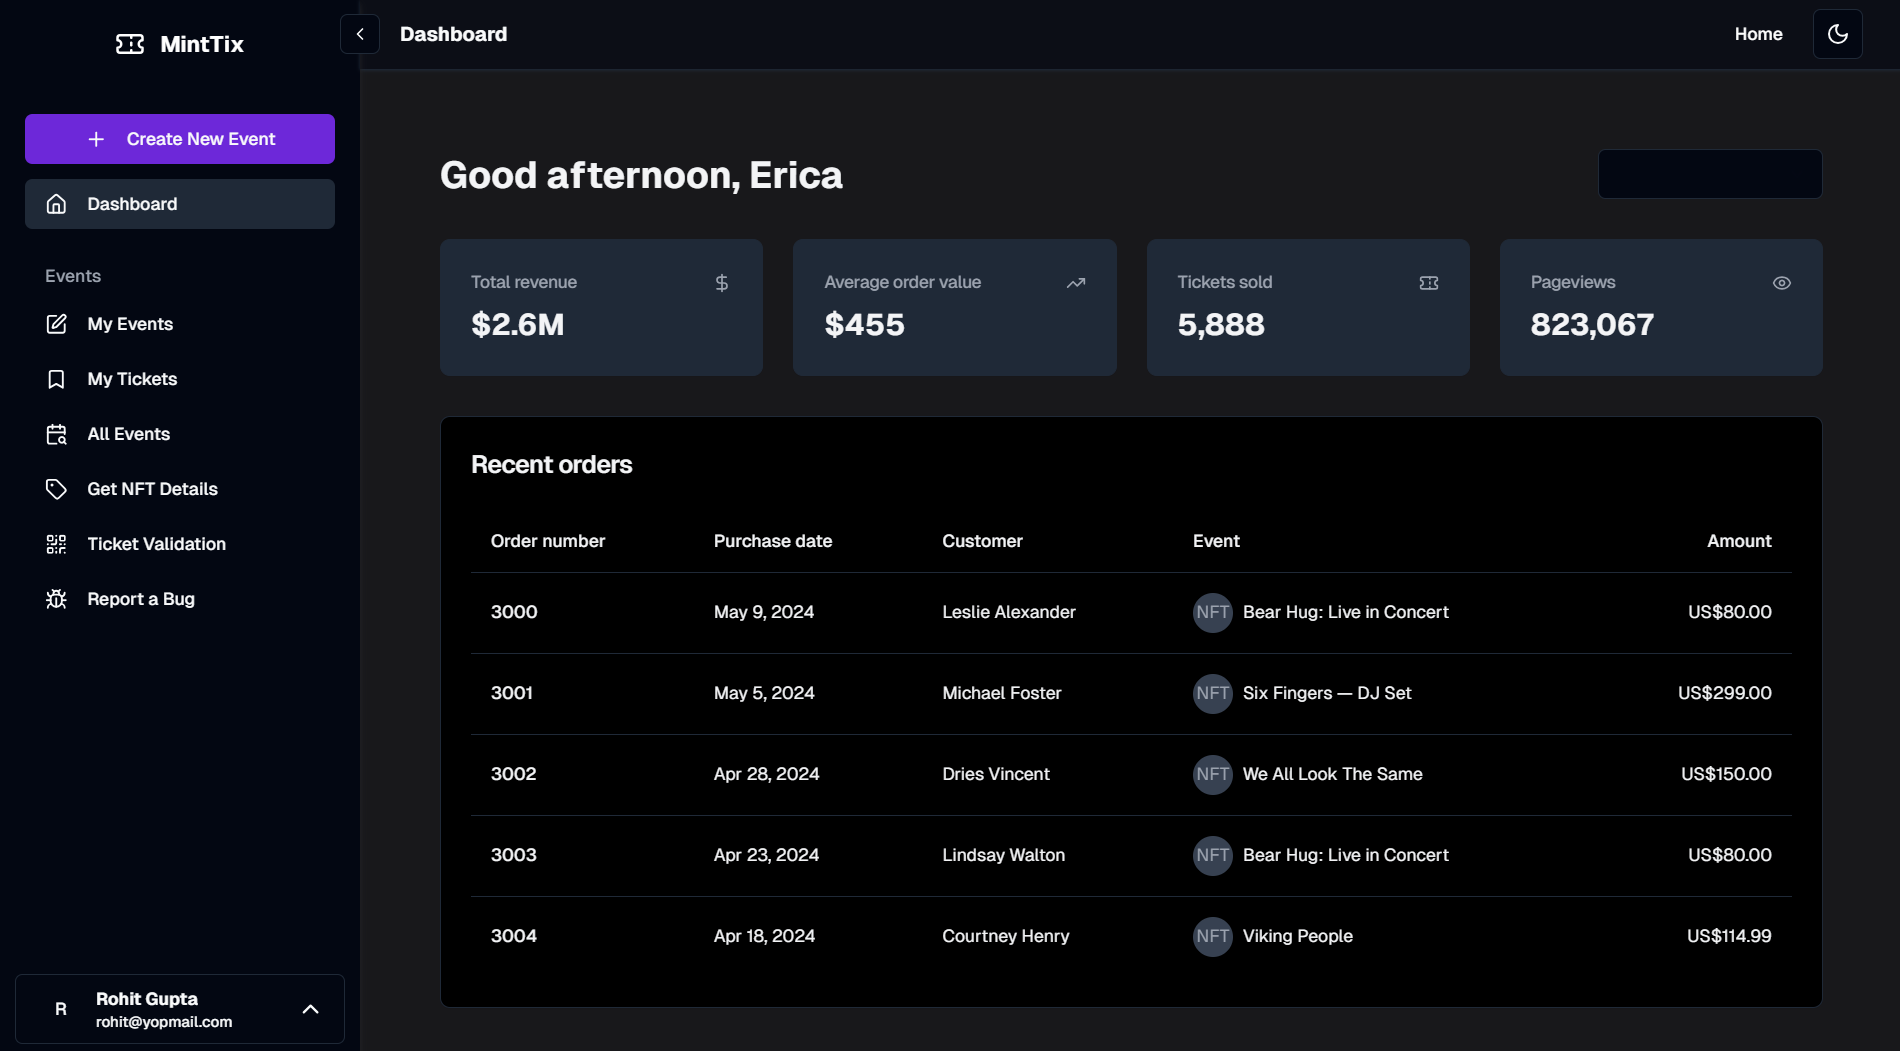 MintTix
Dashboard
Home
Create New Event
Dashboard
Events
My Events
My Tickets
All Events
Get NFT Details
Ticket Validation
Report a Bug
Rohit Gupta
R
rohit@yopmail.com
Good afternoon, Erica
Total revenue
$2.6M
Average order value
$455
Tickets sold
5,888
Pageviews
823,067
Recent orders
Order number Purchase date Customer Event Amount
3000 May 9, 2024 Leslie Alexander NFT Bear Hug: Live in Concert US$80.00
3001 May 5, 2024 Michael Foster NFT Six Fingers — DJ Set US$299.00
3002 Apr 28, 2024 Dries Vincent NFT We All Look The Same US$150.00
3003 Apr 23, 2024 Lindsay Walton NFT Bear Hug: Live in Concert US$80.00
3004 Apr 18, 2024 Courtney Henry NFT Viking People US$114.99